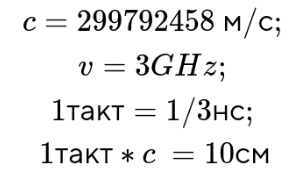 c = 299792458 м/с;
v = 3GHz;
1такт = 1/3нс;
1такт * c = 10см